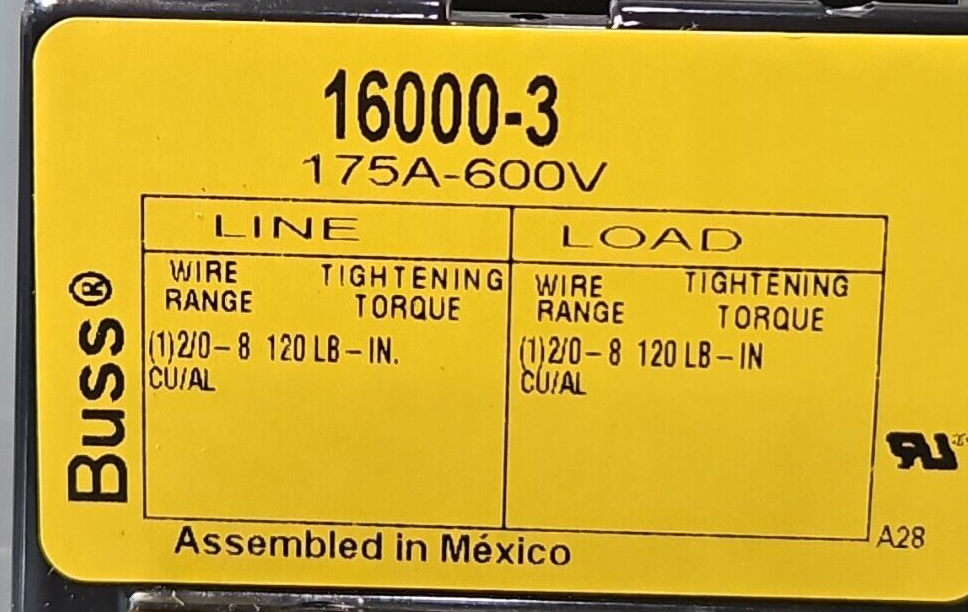 16000-3
175A-600V
LINE
WIRE RANGE
TIGHTENING TORQUE
(1)2/0-8 120 LB-IN.
CU/AL
LOAD
WIRE RANGE
TIGHTENING TORQUE
(1)2/0-8 120 LB-IN
CU/AL
Buss®
Assembled in México
A28